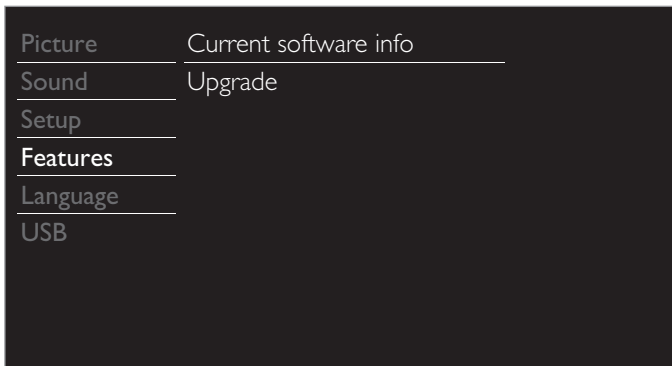 Picture
Current software info
Sound
Upgrade
Setup
Features
Language
USB